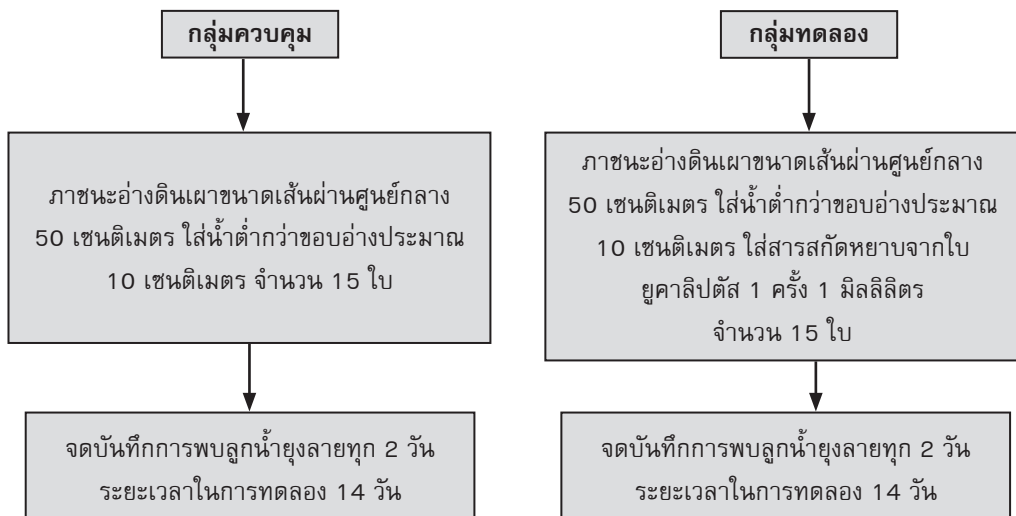 กลุ่มควบคุม
ภาชนะอ่างดินเผาขนาดเส้นผ่านศูนย์กลาง
50 เซนติเมตร ใส่น้ำต่ำกว่าขอบอ่างประมาณ
10 เซนติเมตร จำนวน 15 ใบ
จดบันทึกการพบลูกน้ำยุงลายทุก 2 วัน
ระยะเวลาในการทดลอง 14 วัน
กลุ่มทดลอง
ภาชนะอ่างดินเผาขนาดเส้นผ่านศูนย์กลาง
50 เซนติเมตร ใส่น้ำต่ำกว่าขอบอ่างประมาณ
10 เซนติเมตร ใส่สารสกัดหยาบจากใบ
ยูคาลิปตัส 1 ครั้ง 1 มิลลิลิตร
จำนวน 15 ใบ
จดบันทึกการพบลูกน้ำยุงลายทุก 2 วัน
ระยะเวลาในการทดลอง 14 วัน